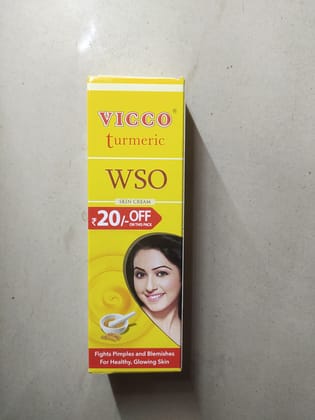 VICCO®
turmeric
WSO
SKIN CREAM
₹20/- OFF
ON THIS PACK
Fights Pimples and Blemishes
For Healthy, Glowing Skin